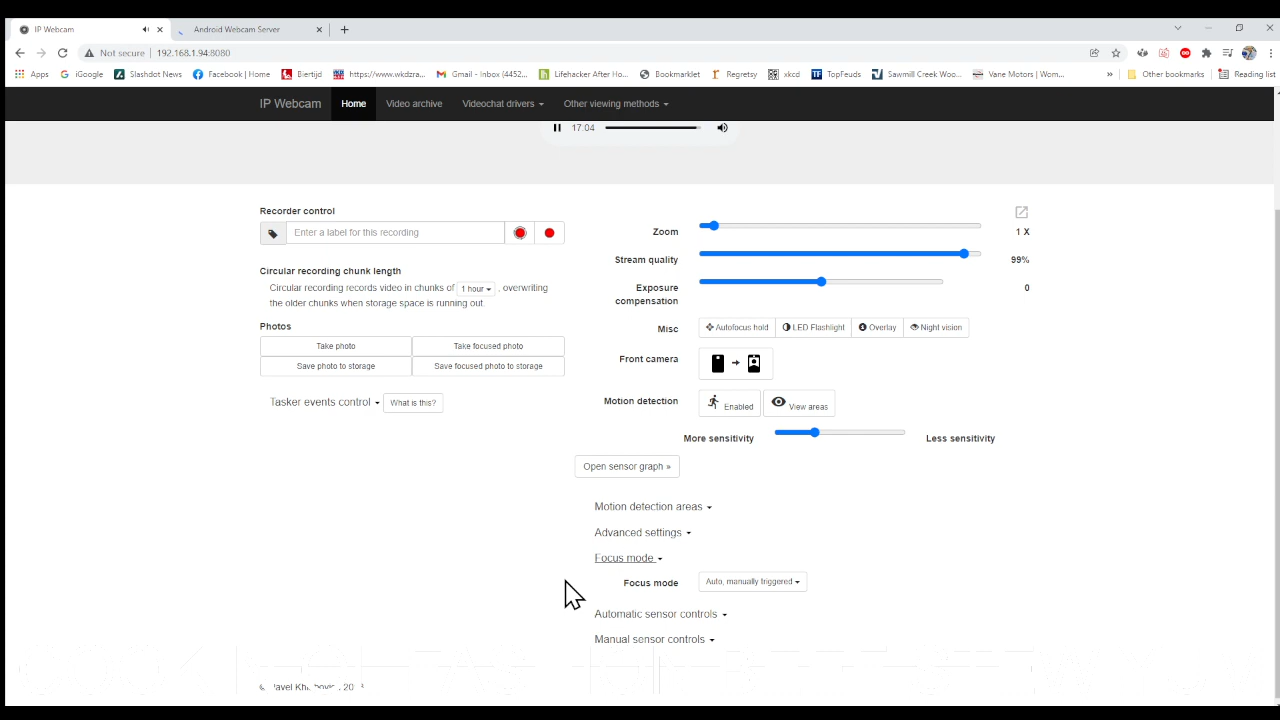 IP Webcam
Android Webcam Server
Not secure 192.168.1.94:8080
Apps iGoogle Slashdot News Facebook | Home Biertijd https://www.wkdzra... Gmail - Inbox (4452... Lifehacker After Ho... Bookmarklet Regretsy xkcd TopFeuds Sawmill Creek Woo... Vane Motors | Wom... » Other bookmarks Reading list
IP Webcam Home Video archive Videochat drivers Other viewing methods
17:04
Recorder control
Enter a label for this recording
Circular recording chunk length
Circular recording records video in chunks of 1 hour , overwriting
the older chunks when storage space is running out.
Photos
Take photo Take focused photo
Save photo to storage Save focused photo to storage
Tasker events control What is this?
Zoom 1 X
Stream quality 99%
Exposure
compensation 0
Misc Autofocus hold LED Flashlight Overlay Night vision
Front camera
Motion detection Enabled View areas
More sensitivity Less sensitivity
Open sensor graph »
Motion detection areas
Advanced settings
Focus mode
Focus mode Auto, manually triggered
Automatic sensor controls
Manual sensor controls